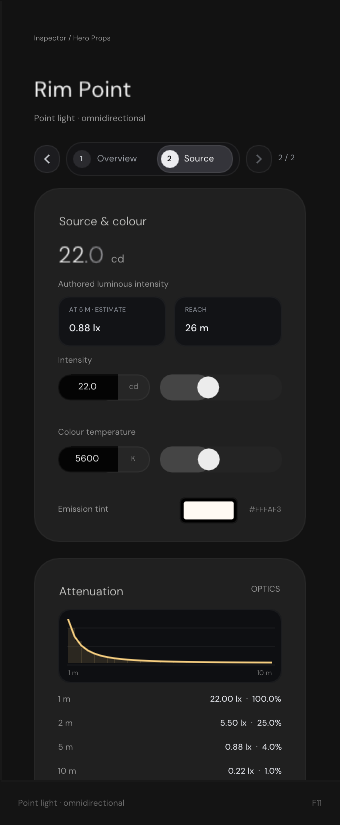 Inspector / Hero Props
Rim Point
Point light · omnidirectional
1 Overview 2 Source 2 / 2
Source & colour
22.0 cd
Authored luminous intensity
AT 5 M · ESTIMATE REACH
0.88 lx 26 m
Intensity
22.0 cd
Colour temperature
5600 K
Emission tint #FFFAF3
Attenuation OPTICS
1 m 10 m
1 m 22.00 lx · 100.0%
2 m 5.50 lx · 25.0%
5 m 0.88 lx · 4.0%
10 m 0.22 lx · 1.0%
Point light · omnidirectional F11